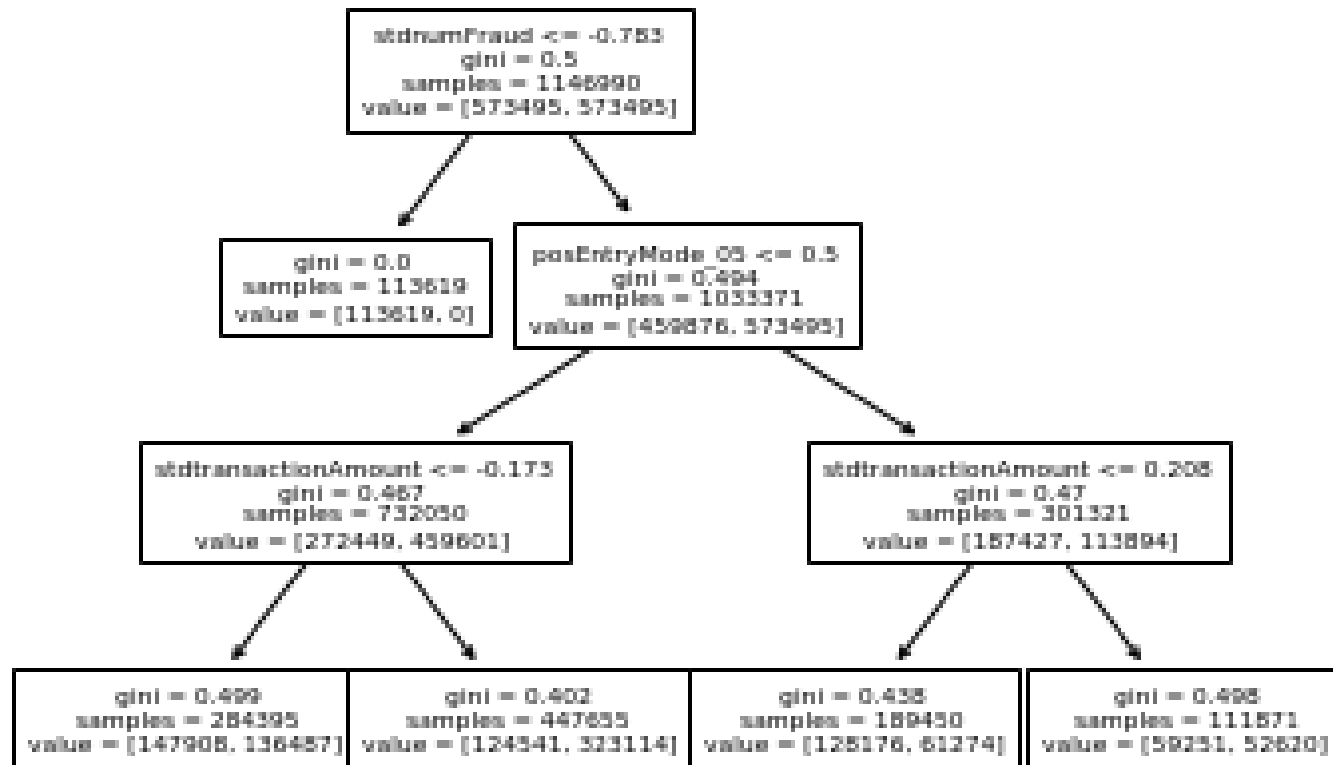 stdnumFraud <= -0.783
gini = 0.5
samples = 1146990
value = [573495, 573495]
gini = 0.0
samples = 113619
value = [113619, 0]
posEntryMode_05 <= 0.5
gini = 0.494
samples = 1033371
value = [459876, 573495]
stdtransactionAmount <= -0.173
gini = 0.467
samples = 732050
value = [272449, 459601]
stdtransactionAmount <= 0.208
gini = 0.47
samples = 301321
value = [187427, 113894]
gini = 0.499
samples = 284395
value = [147908, 136487]
gini = 0.402
samples = 447655
value = [124541, 323114]
gini = 0.438
samples = 189450
value = [128176, 61274]
gini = 0.498
samples = 111871
value = [59251, 52620]